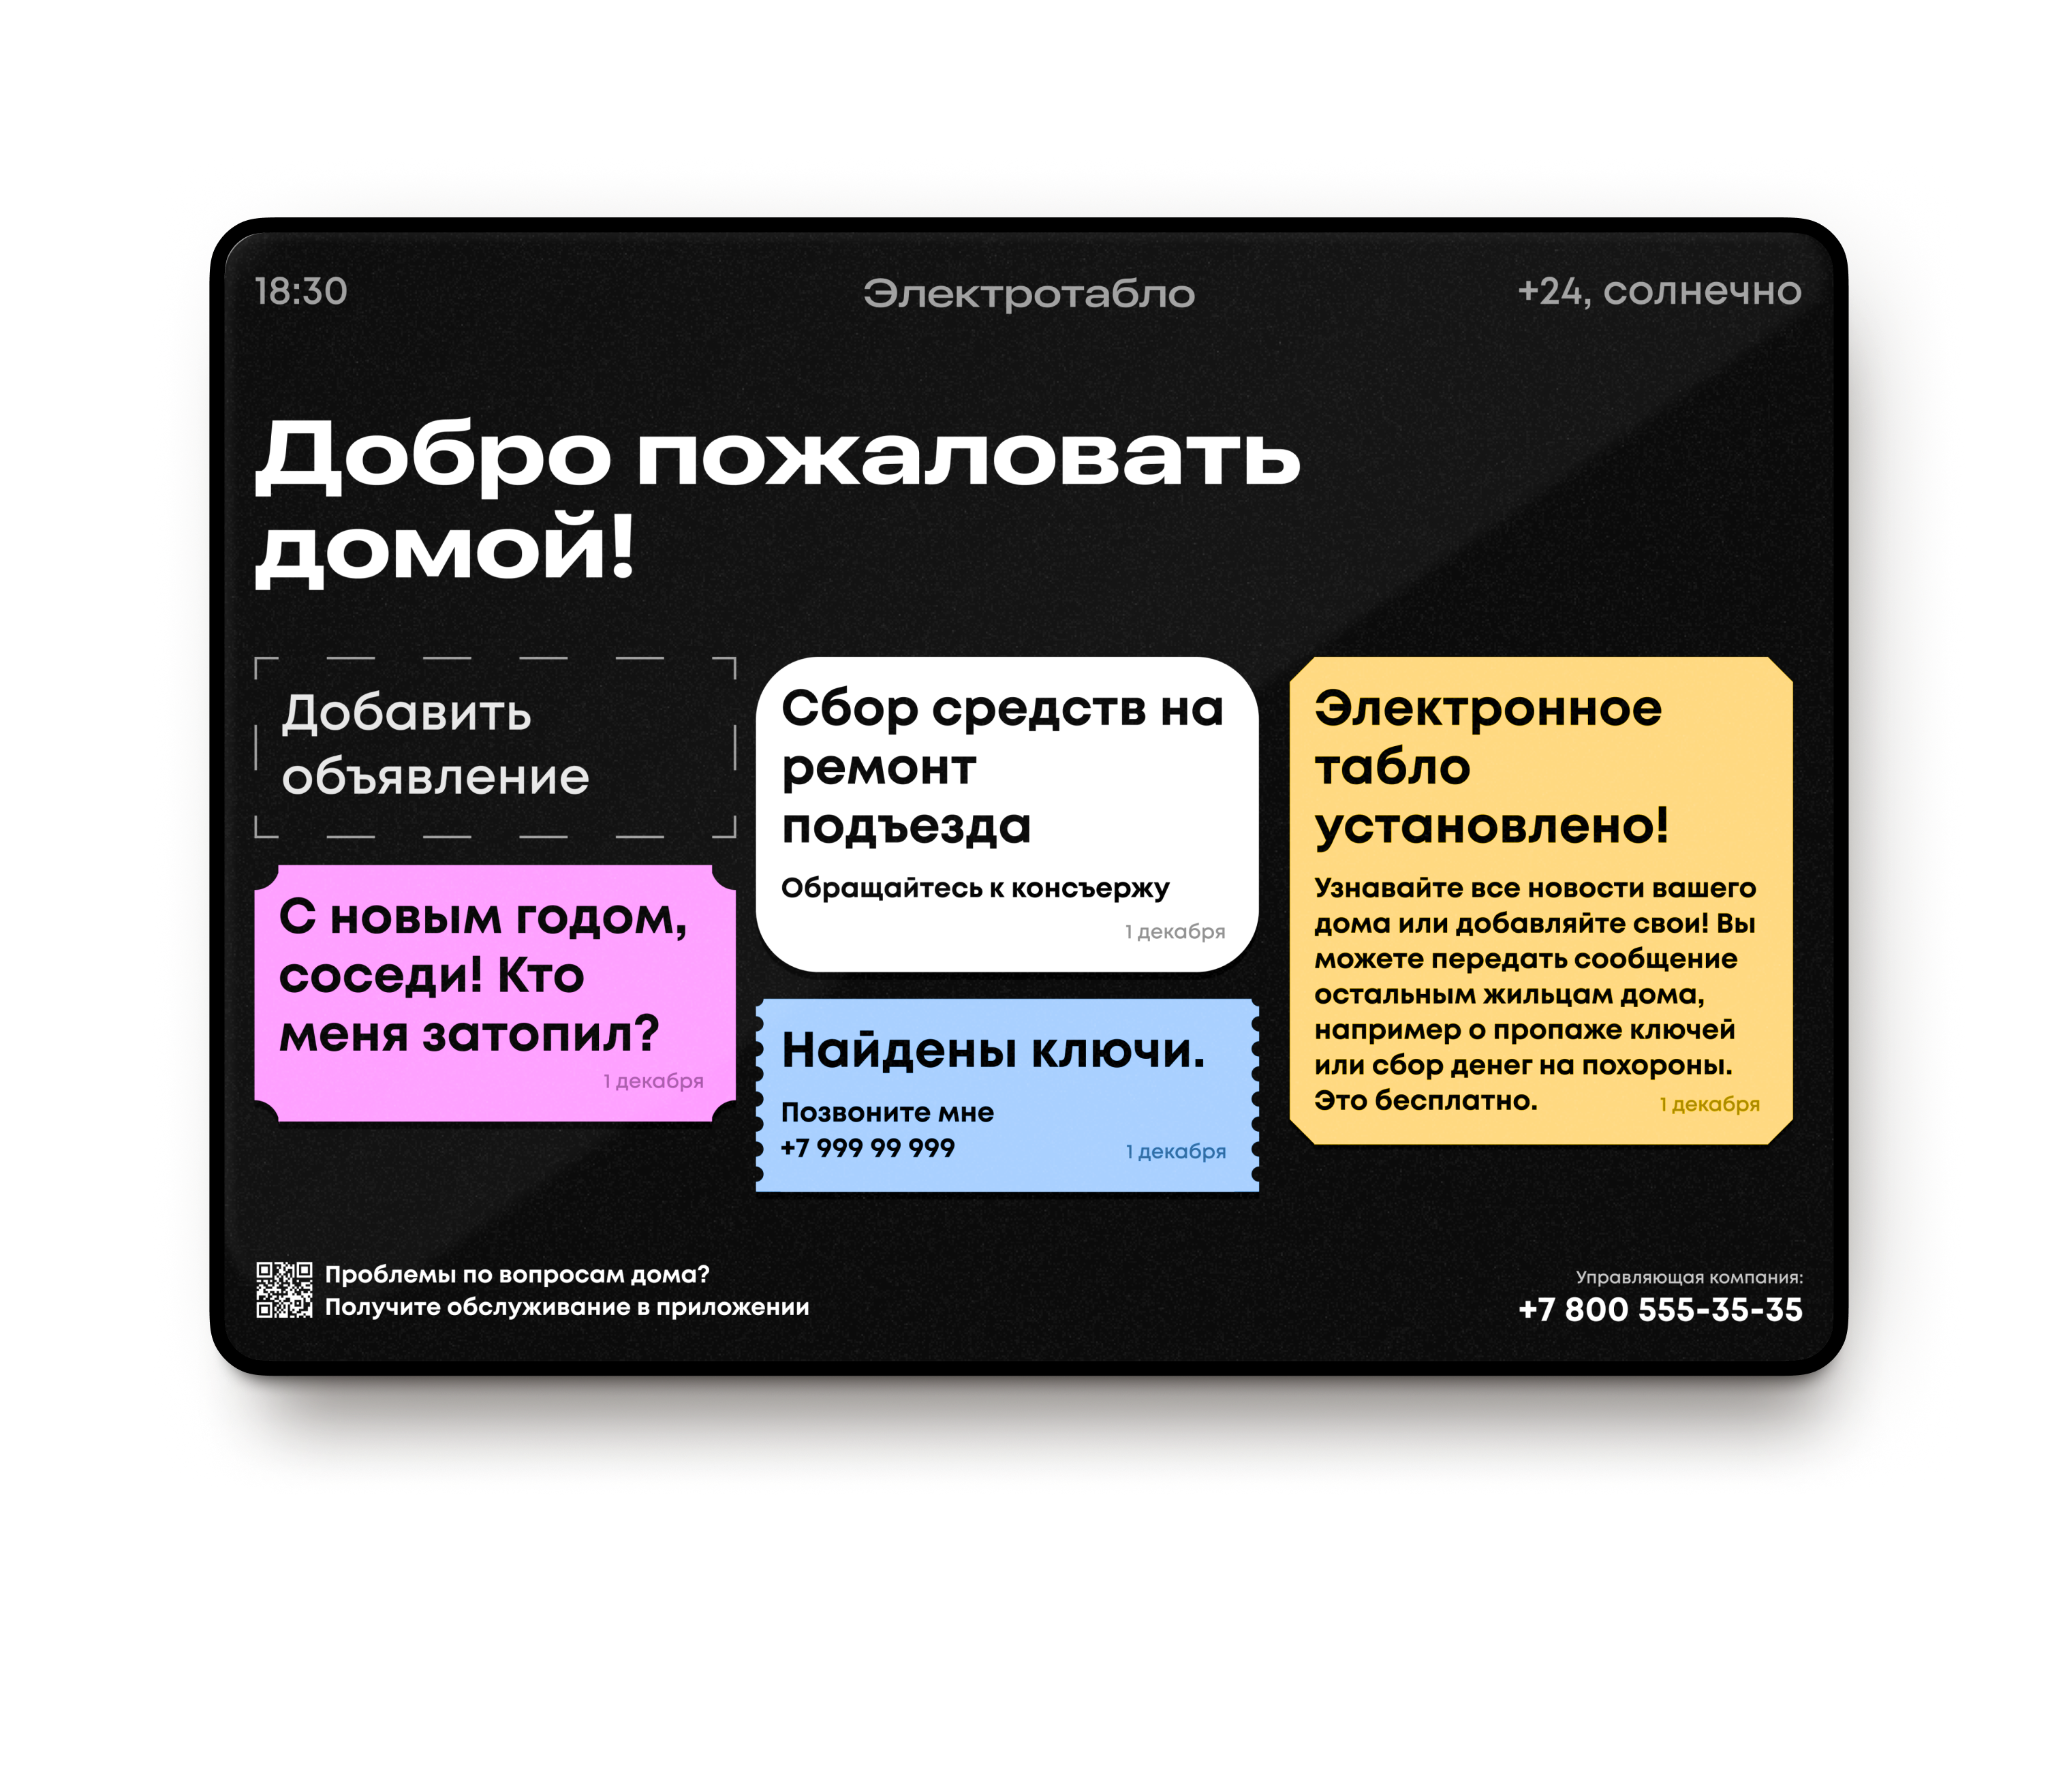 18:30
Электротабло
+24, солнечно
Добро пожаловать
домой!
Добавить
объявление
С новым годом,
соседи! Кто
меня затопил?
1 декабря
Сбор средств на
ремонт
подъезда
Обращайтесь к консъержу
1 декабря
Найдены ключи.
Позвоните мне
+7 999 99 999
1 декабря
Электронное
табло
установлено!
Узнавайте все новости вашего
дома или добавляйте свои! Вы
можете передать сообщение
остальным жильцам дома,
например о пропаже ключей
или сбор денег на похороны.
Это бесплатно.
1 декабря
Проблемы по вопросам дома?
Получите обслуживание в приложении
Управляющая компания:
+7 800 555-35-35